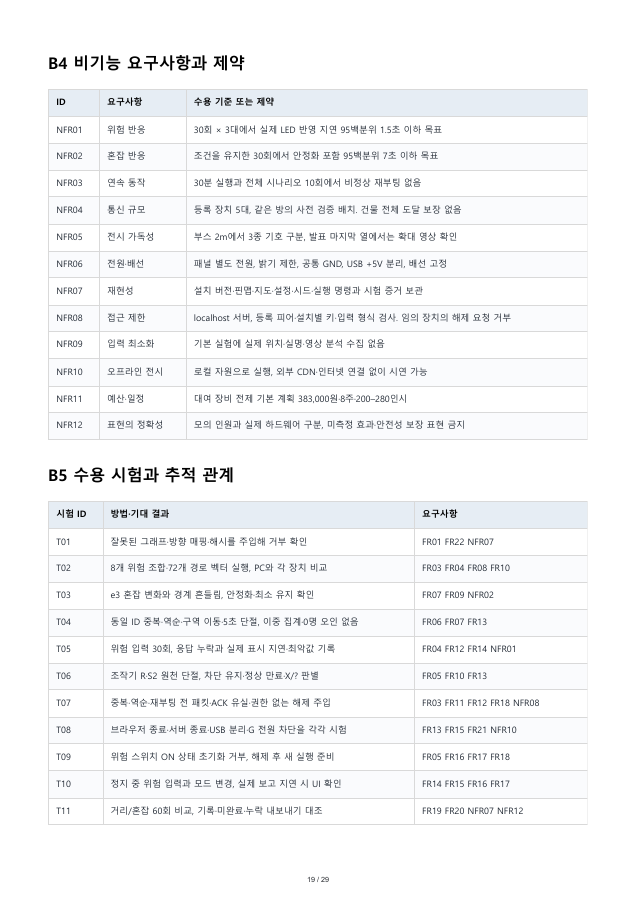 B4 비기능 요구사항과 제약
ID 요구사항 수용 기준 또는 제약
NFR01 위험 반응 30회 × 3대에서 실제 LED 반영 지연 95백분위 1.5초 이하 목표
NFR02 혼잡 반응 조건을 유지한 30회에서 안정화 포함 95백분위 7초 이하 목표
NFR03 연속 동작 30분 실행과 전체 시나리오 10회에서 비정상 재부팅 없음
NFR04 통신 규모 등록 장치 5대, 같은 방의 사전 검증 배치. 건물 전체 도달 보장 없음
NFR05 전시 가독성 부스 2m에서 3종 기호 구분, 발표 마지막 열에서는 확대 영상 확인
NFR06 전원·배선 패널 별도 전원, 밝기 제한, 공통 GND, USB +5V 분리, 배선 고정
NFR07 재현성 설치 버전·핀맵·지도·설정·시드·실행 명령과 시험 증거 보관
NFR08 접근 제한 localhost 서버, 등록 피어·설치별 키·입력 형식 검사. 임의 장치의 해제 요청 거부
NFR09 입력 최소화 기본 실험에 실제 위치·실명·영상 분석 수집 없음
NFR10 오프라인 전시 로컬 자원으로 실행, 외부 CDN·인터넷 연결 없이 시연 가능
NFR11 예산·일정 대여 장비 전제 기본 계획 383,000원·8주·200–280인시
NFR12 표현의 정확성 모의 인원과 실제 하드웨어 구분, 미측정 효과·안전성 보장 표현 금지
B5 수용 시험과 추적 관계
시험 ID 방법·기대 결과 요구사항
T01 잘못된 그래프·방향 매핑·해시를 주입해 거부 확인 FR01 FR22 NFR07
T02 8개 위험 조합·72개 경로 벡터 실행, PC와 각 장치 비교 FR03 FR04 FR08 FR10
T03 e3 혼잡 변화와 경계 흔들림, 안정화·최소 유지 확인 FR07 FR09 NFR02
T04 동일 ID 중복·역순·구역 이동·5초 단절, 이중 집계·0명 오인 없음 FR06 FR07 FR13
T05 위험 입력 30회, 응답 누락과 실제 표시 지연·최악값 기록 FR04 FR12 FR14 NFR01
T06 조작기 R·S2 원천 단절, 차단 유지·정상 만료·X/? 판별 FR05 FR10 FR13
T07 중복·역순·재부팅 전 패킷·ACK 유실·권한 없는 해제 주입 FR03 FR11 FR12 FR18 NFR08
T08 브라우저 종료·서버 종료·USB 분리·G 전원 차단을 각각 시험 FR13 FR15 FR21 NFR10
T09 위험 스위치 ON 상태 초기화 거부, 해제 후 새 실행 준비 FR05 FR16 FR17 FR18
T10 정지 중 위험 입력과 모드 변경, 실제 보고 지연 시 UI 확인 FR14 FR15 FR16 FR17
T11 거리/혼잡 60회 비교, 기록·미완료·누락 내보내기 대조 FR19 FR20 NFR07 NFR12
19 / 29